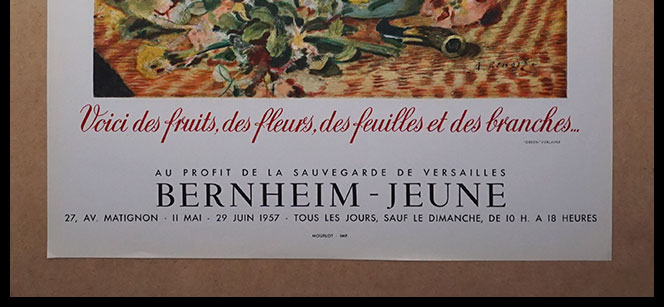 A. Renoir.
Voici des fruits, des fleurs, des feuilles et des branches...
"GREEN" VERLAINE
AU PROFIT DE LA SAUVEGARDE DE VERSAILLES
BERNHEIM - JEUNE
27, AV. MATIGNON - 11 MAI - 29 JUIN 1957 - TOUS LES JOURS, SAUF LE DIMANCHE, DE 10 H. A 18 HEURES
MOURLOT - IMP.